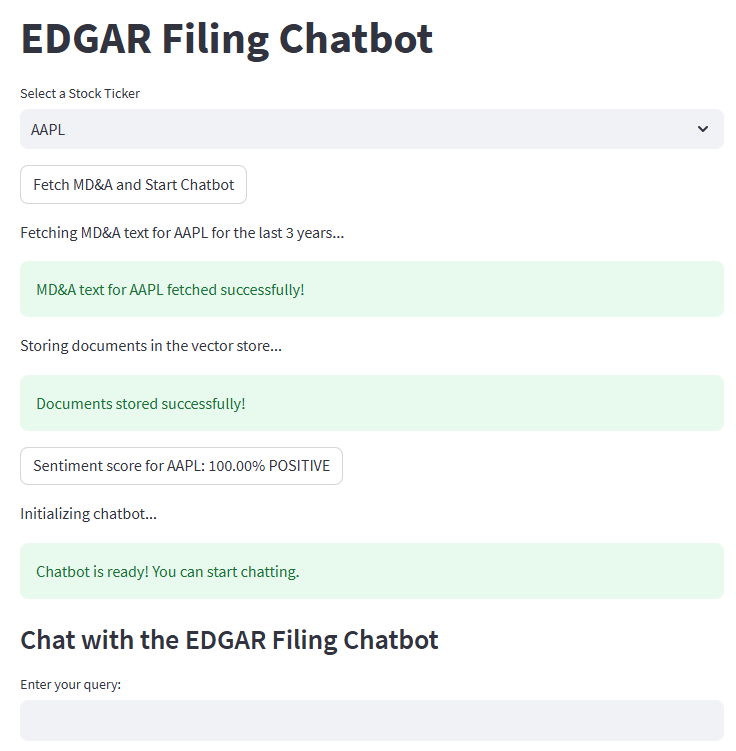 EDGAR Filing Chatbot
Select a Stock Ticker
AAPL
Fetch MD&A and Start Chatbot
Fetching MD&A text for AAPL for the last 3 years...
MD&A text for AAPL fetched successfully!
Storing documents in the vector store...
Documents stored successfully!
Sentiment score for AAPL: 100.00% POSITIVE
Initializing chatbot...
Chatbot is ready! You can start chatting.
Chat with the EDGAR Filing Chatbot
Enter your query: